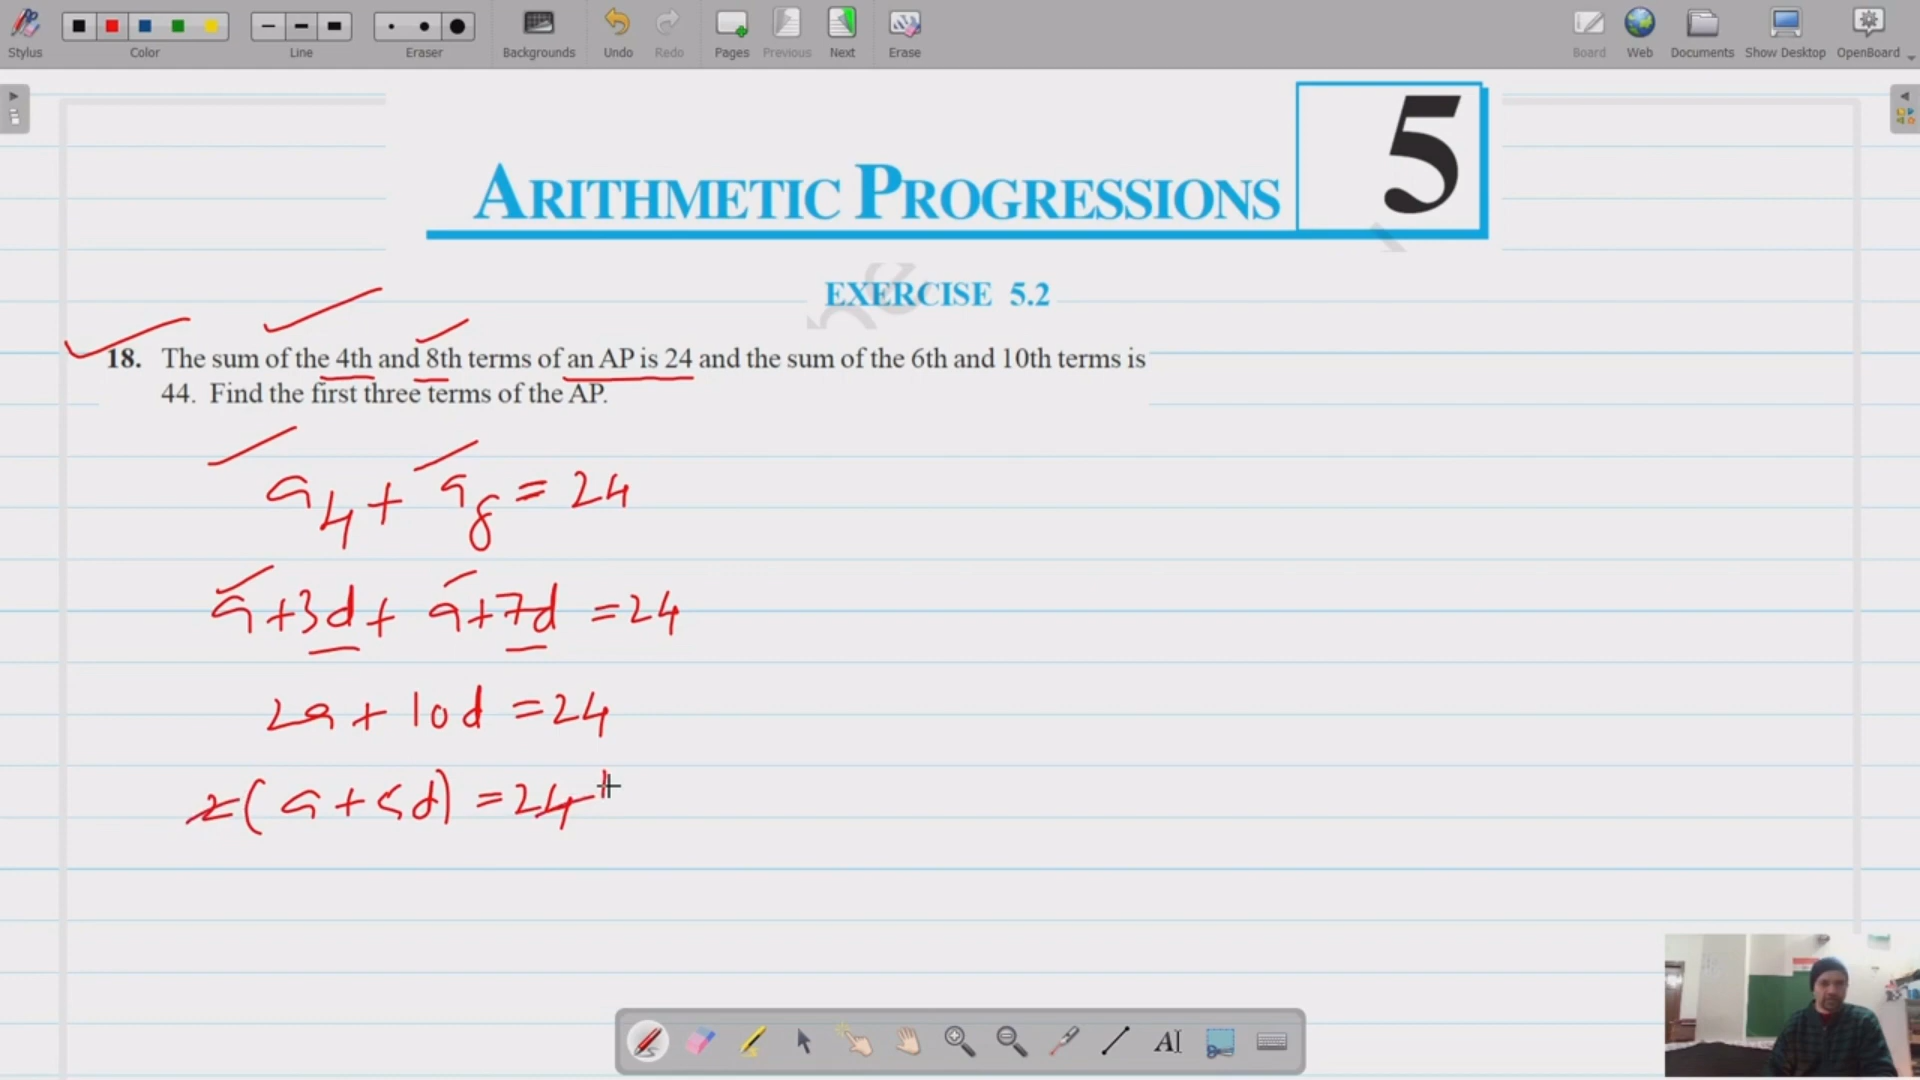 Stylus Color Line Eraser Backgrounds Undo Redo Pages Previous Next Erase Board Web Documents Show Desktop OpenBoard
ARITHMETIC PROGRESSIONS 5
EXERCISE 5.2
18. The sum of the 4th and 8th terms of an AP is 24 and the sum of the 6th and 10th terms is
44. Find the first three terms of the AP.
a₄ + a₈ = 24
a + 3d + a + 7d = 24
2a + 10d = 24
2(a + 5d) = 24